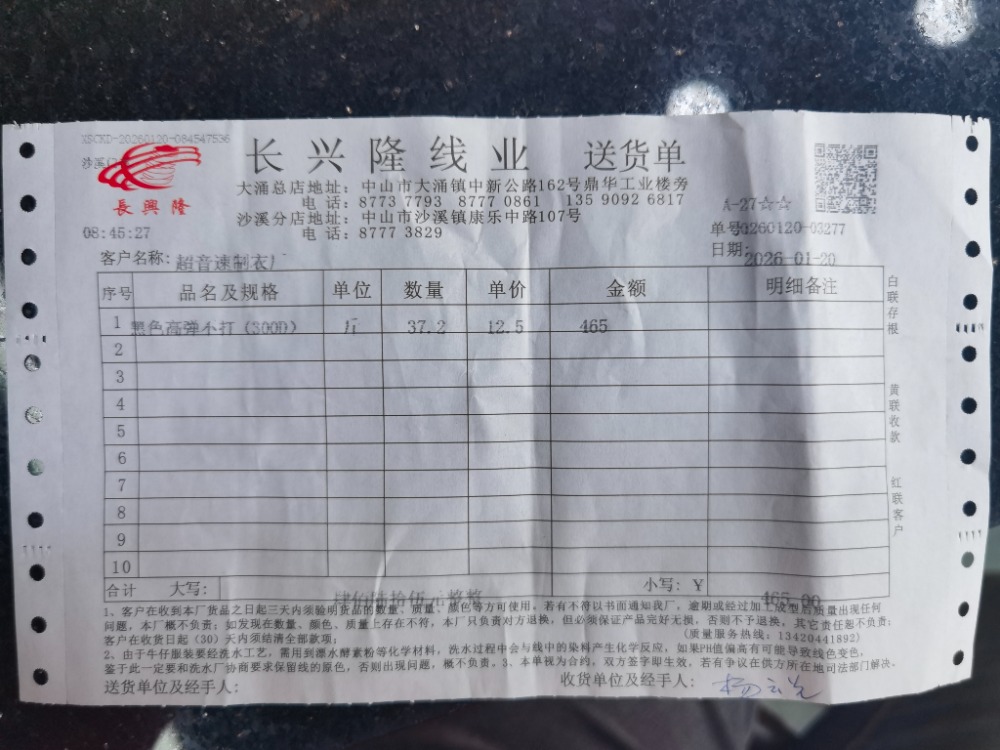 XSCKD-20260120-084547536
長興隆
长兴隆线业 送货单
大涌总店地址：中山市大涌镇中新公路162号鼎华工业楼旁
电话：8773 7793 8777 0861 135 9092 6817
沙溪分店地址：中山市沙溪镇康乐中路107号
电话：8777 3829
A-27☆☆
08:45:27
单号0260120-03277
日期：2026-01-20
客户名称：超音速制衣厂
序号 品名及规格 单位 数量 单价 金额 明细备注
1 黑色高弹不打（300D） 斤 37.2 12.5 465
2
3
4
5
6
7
8
9
10
合计 大写：肆佰陆拾伍元整整 小写：￥465.00
白联存根
黄联收款
红联客户
1、客户在收到本厂货品之日起三天内须验明货品的数量、质量、颜色等方可使用，若有不符以书面通知我厂，逾期或经过加工成型后质量出现任何
问题，本厂概不负责；如发现在数量、颜色、质量上存在不符，本厂只负责对方退换，但必须保证产品完好无损，否则不予退换，其它责任恕不负责；
客户在收货日起（30）天内须结清全部款项；（质量服务热线：13420441892）
2、由于牛仔服装要经洗水工艺，需用到漂水酵素粉等化学材料，洗水过程中会与线中的染料产生化学反应，如果PH值偏高有可能导致线色变色，
鉴于此一定要和洗水厂协商要求保留线的原色，否则出现问题，概不负责。3、本单视为合约，双方签字即生效，若有争议在供方所在地司法部门解决。
送货单位及经手人： 收货单位及经手人：